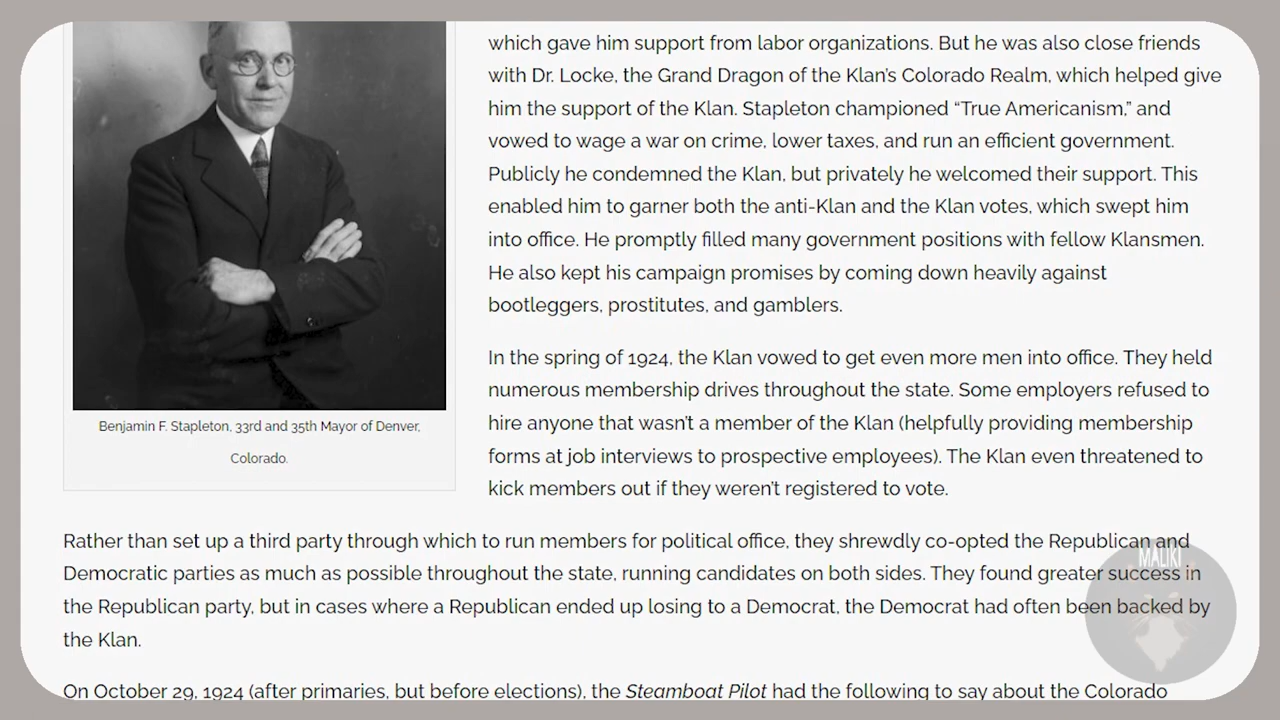 which gave him support from labor organizations. But he was also close friends
with Dr. Locke, the Grand Dragon of the Klan’s Colorado Realm, which helped give
him the support of the Klan. Stapleton championed “True Americanism,” and
vowed to wage a war on crime, lower taxes, and run an efficient government.
Publicly he condemned the Klan, but privately he welcomed their support. This
enabled him to garner both the anti-Klan and the Klan votes, which swept him
into office. He promptly filled many government positions with fellow Klansmen.
He also kept his campaign promises by coming down heavily against
bootleggers, prostitutes, and gamblers.
Benjamin F. Stapleton, 33rd and 35th Mayor of Denver,
Colorado.
In the spring of 1924, the Klan vowed to get even more men into office. They held
numerous membership drives throughout the state. Some employers refused to
hire anyone that wasn’t a member of the Klan (helpfully providing membership
forms at job interviews to prospective employees). The Klan even threatened to
kick members out if they weren’t registered to vote.
Rather than set up a third party through which to run members for political office, they shrewdly co-opted the Republican and
Democratic parties as much as possible throughout the state, running candidates on both sides. They found greater success in
the Republican party, but in cases where a Republican ended up losing to a Democrat, the Democrat had often been backed by
the Klan.
On October 29, 1924 (after primaries, but before elections), the Steamboat Pilot had the following to say about the Colorado
MALIKI